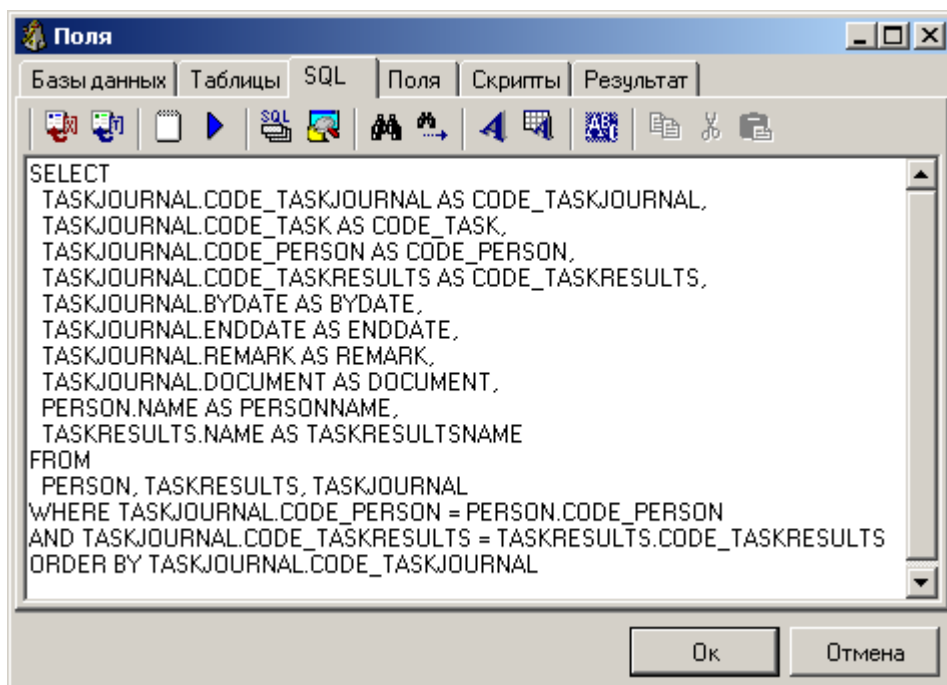 Поля
Базы данных Таблицы SQL Поля Скрипты Результат
SQL
SELECT
TASKJOURNAL.CODE_TASKJOURNAL AS CODE_TASKJOURNAL,
TASKJOURNAL.CODE_TASK AS CODE_TASK,
TASKJOURNAL.CODE_PERSON AS CODE_PERSON,
TASKJOURNAL.CODE_TASKRESULTS AS CODE_TASKRESULTS,
TASKJOURNAL.BYDATE AS BYDATE,
TASKJOURNAL.ENDDATE AS ENDDATE,
TASKJOURNAL.REMARK AS REMARK,
TASKJOURNAL.DOCUMENT AS DOCUMENT,
PERSON.NAME AS PERSONNAME,
TASKRESULTS.NAME AS TASKRESULTSNAME
FROM
PERSON, TASKRESULTS, TASKJOURNAL
WHERE TASKJOURNAL.CODE_PERSON = PERSON.CODE_PERSON
AND TASKJOURNAL.CODE_TASKRESULTS = TASKRESULTS.CODE_TASKRESULTS
ORDER BY TASKJOURNAL.CODE_TASKJOURNAL
Ок Отмена